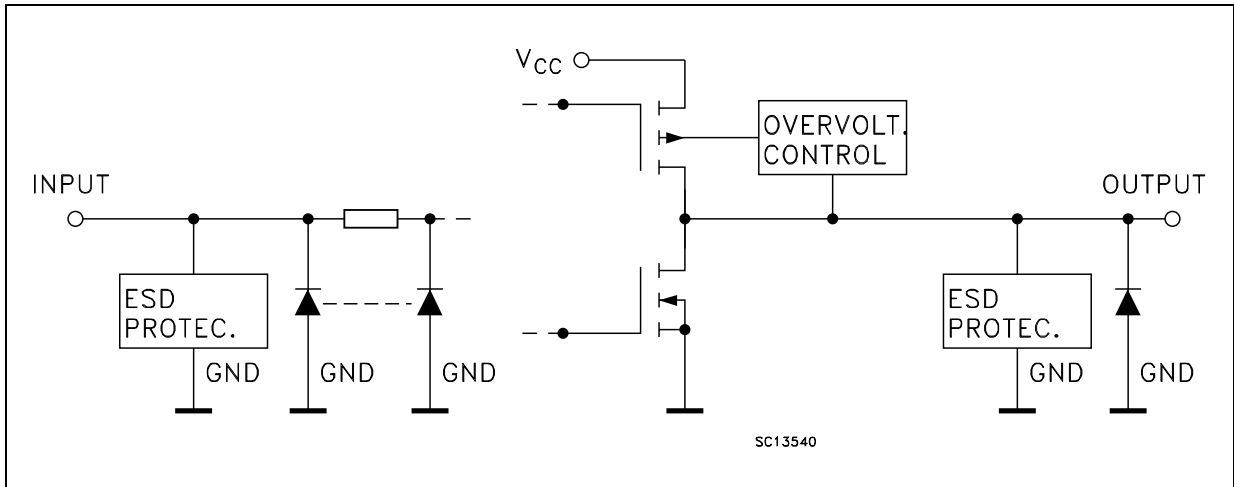 VCC
OVERVOLT.
CONTROL
INPUT
OUTPUT
ESD
PROTEC.
GND
GND
GND
ESD
PROTEC.
GND
GND
SC13540